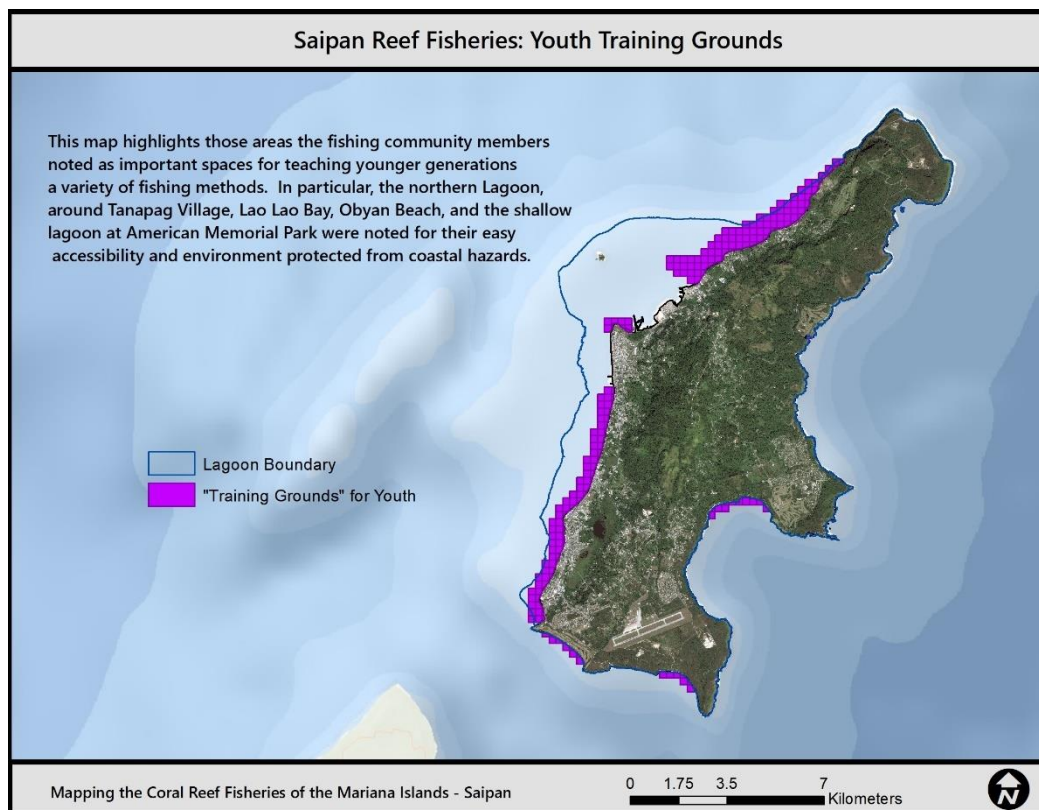 Saipan Reef Fisheries: Youth Training Grounds
This map highlights those areas the fishing community members
noted as important spaces for teaching younger generations
a variety of fishing methods. In particular, the northern Lagoon,
around Tanapag Village, Lao Lao Bay, Obyan Beach, and the shallow
lagoon at American Memorial Park were noted for their easy
accessibility and environment protected from coastal hazards.
Lagoon Boundary
"Training Grounds" for Youth
Mapping the Coral Reef Fisheries of the Mariana Islands - Saipan
0 1.75 3.5 7
Kilometers
N